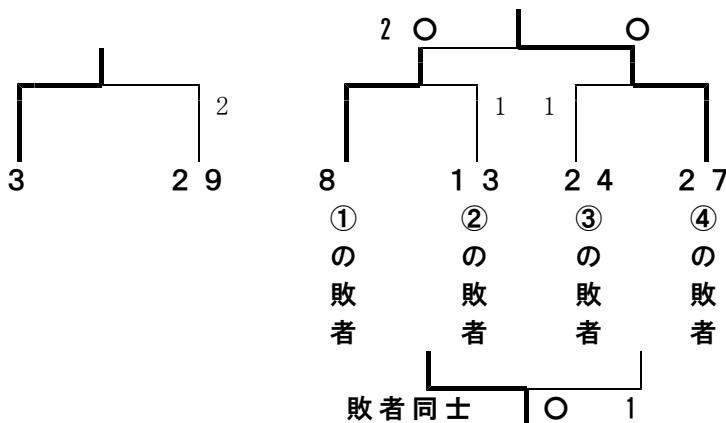 2 ○ ○
2 1 1
3 29 8 13 24 27
① ② ③ ④
の の の の
敗 敗 敗 敗
者 者 者 者
敗者同士 ○ 1